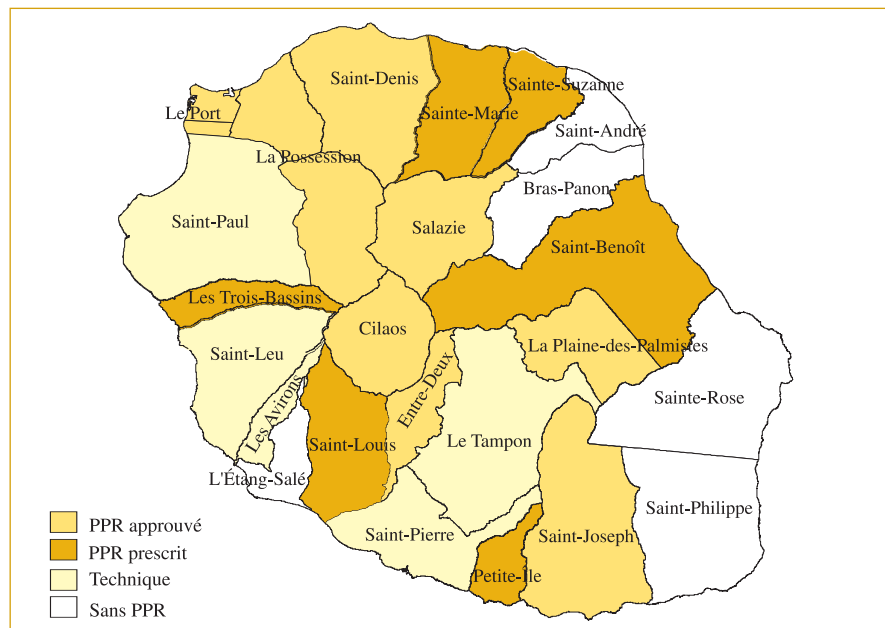 Saint-Denis
Sainte-Suzanne
Le Port
Sainte-Marie
Saint-André
La Possession
Bras-Panon
Saint-Paul
Salazie
Saint-Benoît
Les Trois-Bassins
Cilaos
Saint-Leu
La Plaine-des-Palmistes
Entre-Deux
Les Avirons
Sainte-Rose
Saint-Louis
Le Tampon
L'Étang-Salé
Saint-Philippe
Saint-Pierre
Saint-Joseph
Petite-Île
PPR approuvé
PPR prescrit
Technique
Sans PPR